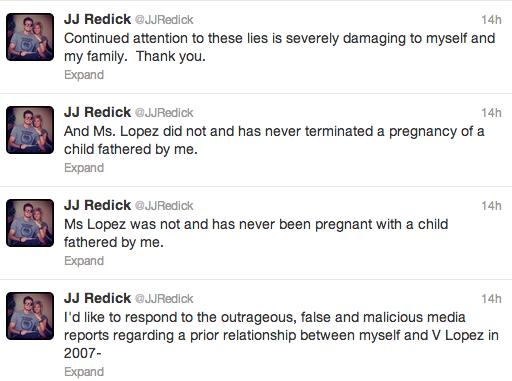 JJ Redick @JJRedick 14h
Continued attention to these lies is severely damaging to myself and
my family. Thank you.
Expand
JJ Redick @JJRedick 14h
And Ms. Lopez did not and has never terminated a pregnancy of a
child fathered by me.
Expand
JJ Redick @JJRedick 14h
Ms Lopez was not and has never been pregnant with a child
fathered by me.
Expand
JJ Redick @JJRedick 14h
I'd like to respond to the outrageous, false and malicious media
reports regarding a prior relationship between myself and V Lopez in
2007-
Expand